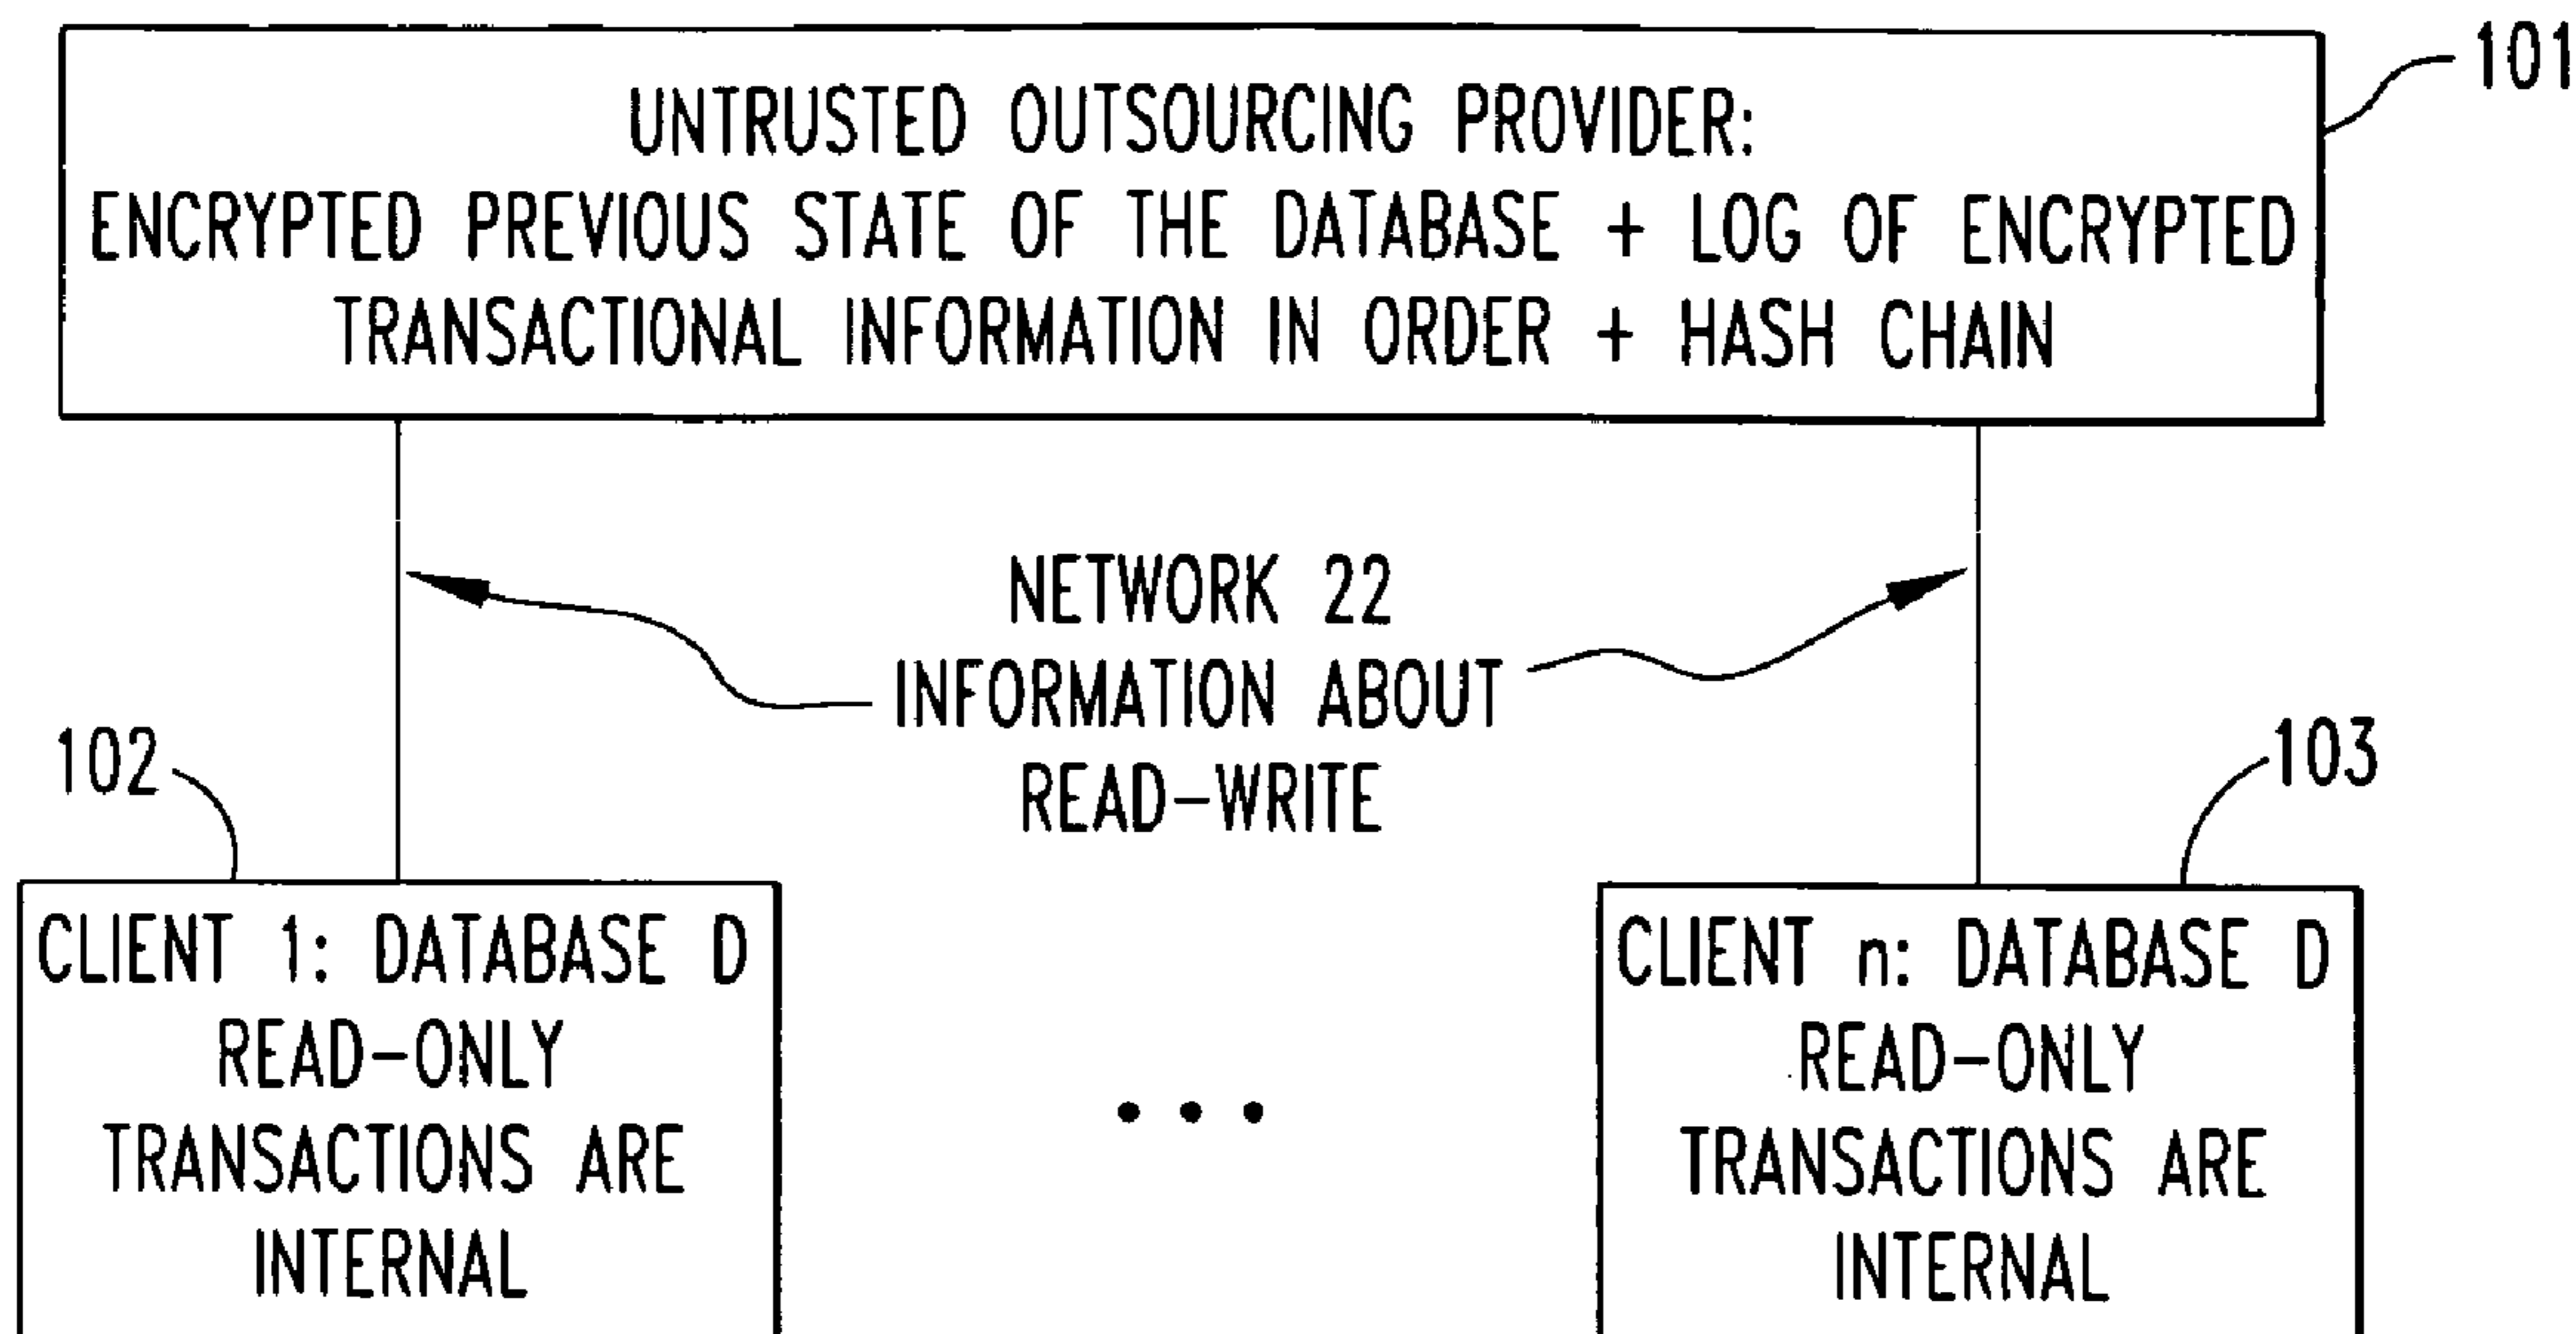 101
UNTRUSTED OUTSOURCING PROVIDER:
ENCRYPTED PREVIOUS STATE OF THE DATABASE + LOG OF ENCRYPTED
TRANSACTIONAL INFORMATION IN ORDER + HASH CHAIN
NETWORK 22
INFORMATION ABOUT
READ-WRITE
102
103
CLIENT 1: DATABASE D
READ-ONLY
TRANSACTIONS ARE
INTERNAL
CLIENT n: DATABASE D
READ-ONLY
TRANSACTIONS ARE
INTERNAL